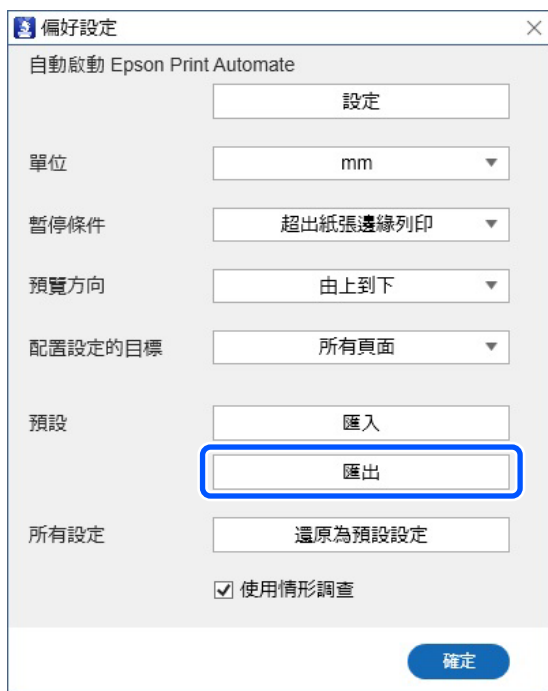 偏好設定
自動啟動 Epson Print Automate
設定
單位
mm
暫停條件
超出紙張邊緣列印
預覽方向
由上到下
配置設定的目標
所有頁面
預設
匯入
匯出
所有設定
還原為預設設定
使用情形調查
確定